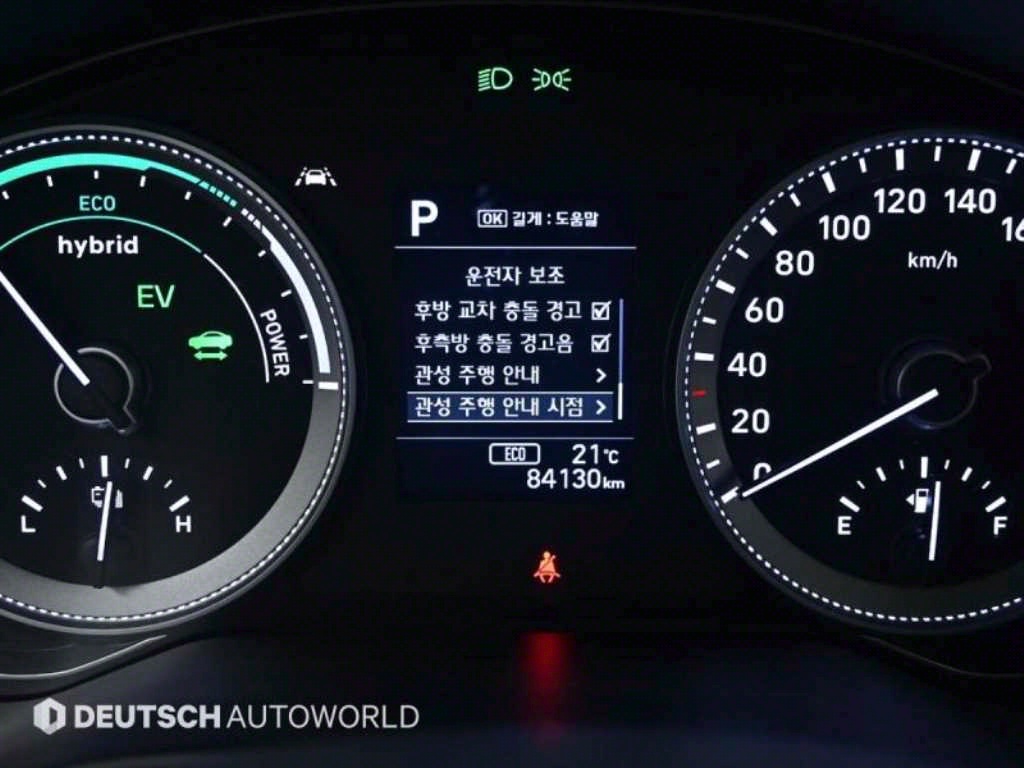 ECO
hybrid
EV
POWER
L
H
P
OK 길게 : 도움말
운전자 보조
후방 교차 충돌 경고
후측방 충돌 경고음
관성 주행 안내
관성 주행 안내 시점
ECO 21°C
84130km
0
20
40
60
80
100
120
140
16
km/h
E
F
DEUTSCH AUTOWORLD